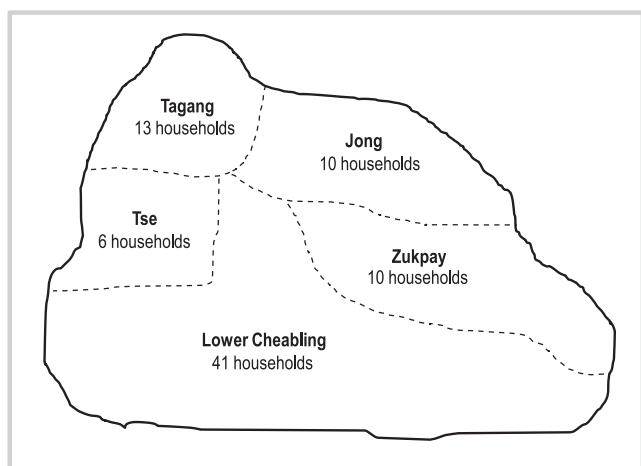 Tagang
13 households
Jong
10 households
Tse
6 households
Zukpay
10 households
Lower Cheabling
41 households